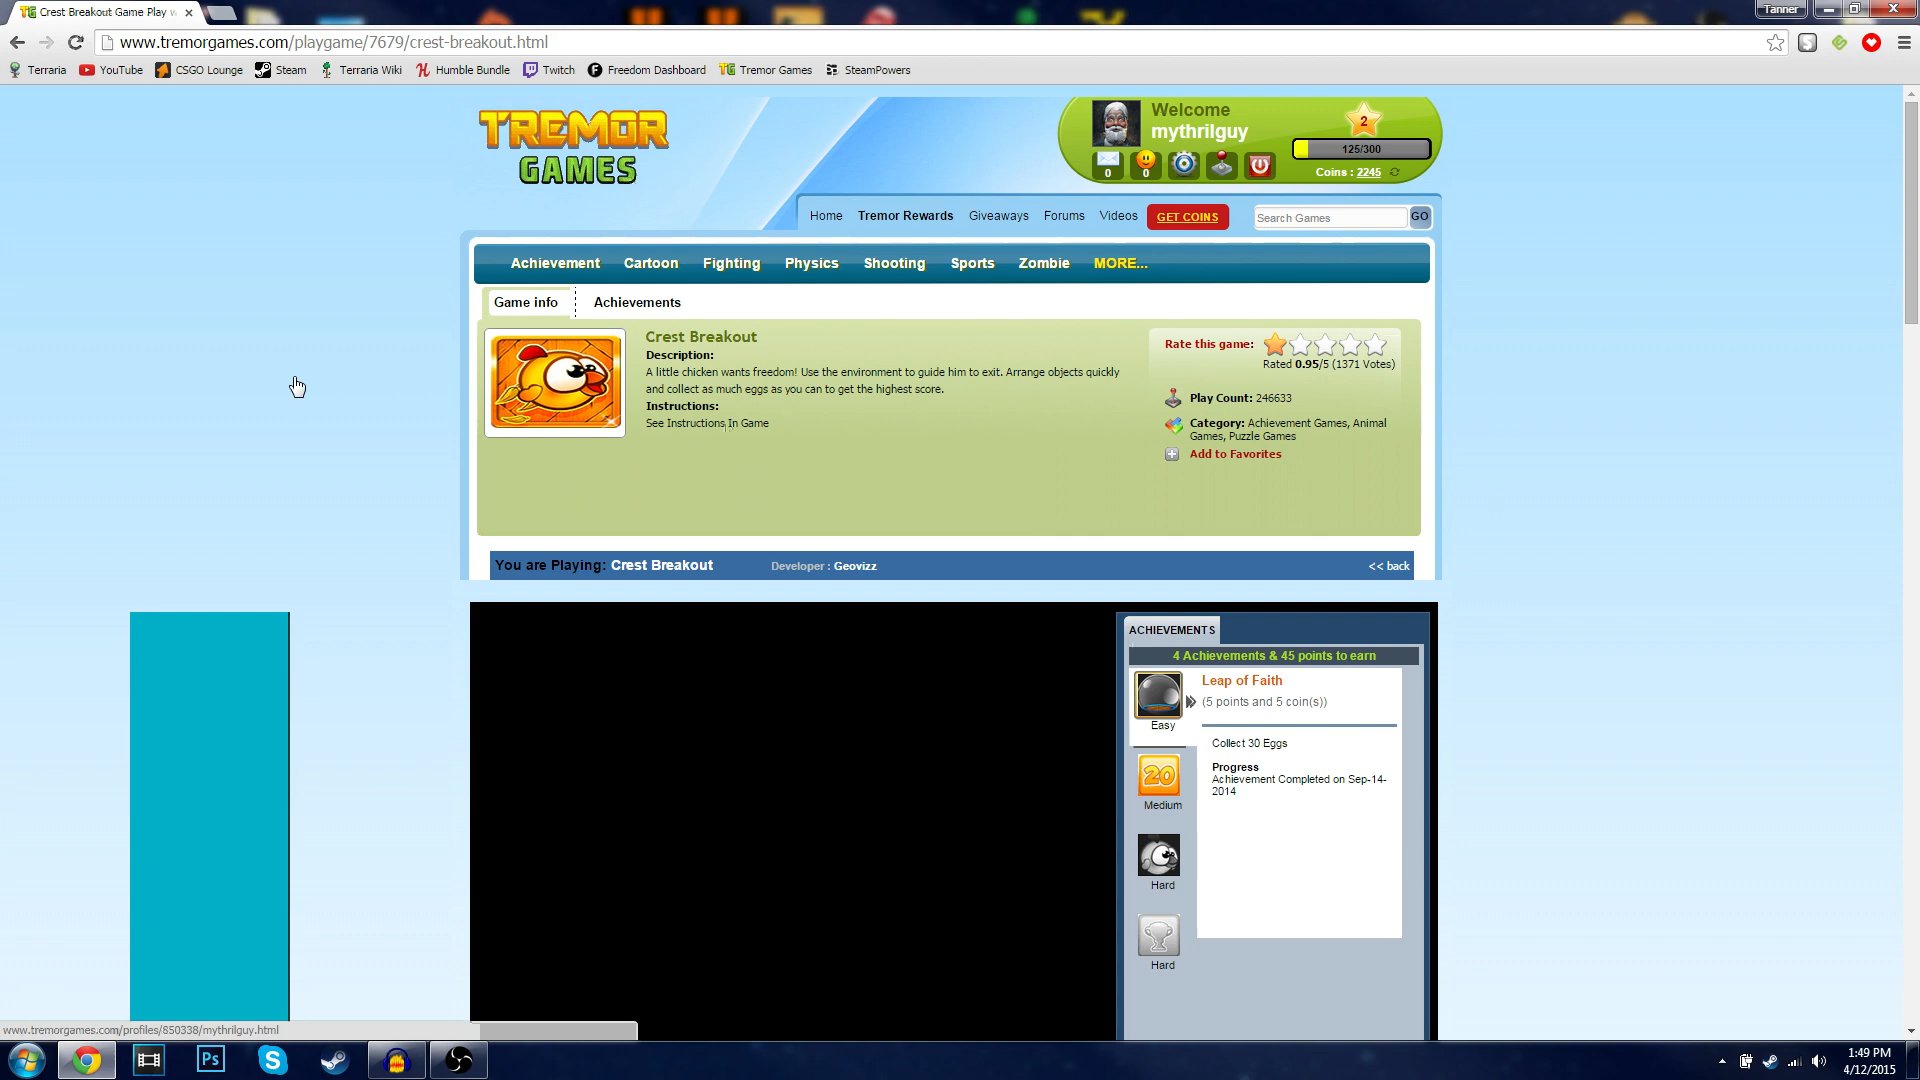 Crest Breakout Game Play w
Tanner
www.tremorgames.com/playgame/7679/crest-breakout.html
Terraria YouTube CSGO Lounge Steam Terraria Wiki Humble Bundle Twitch Freedom Dashboard Tremor Games SteamPowers
TREMOR
GAMES
Welcome
mythrilguy
2
125/300
0 0
Coins : 2245
Home Tremor Rewards Giveaways Forums Videos GET COINS Search Games GO
Achievement Cartoon Fighting Physics Shooting Sports Zombie MORE...
Game info Achievements
Crest Breakout
Description:
A little chicken wants freedom! Use the environment to guide him to exit. Arrange objects quickly
and collect as much eggs as you can to get the highest score.
Instructions:
See Instructions In Game
Rate this game:
Rated 0.95/5 (1371 Votes)
Play Count: 246633
Category: Achievement Games, Animal
Games, Puzzle Games
Add to Favorites
You are Playing: Crest Breakout Developer : Geovizz << back
ACHIEVEMENTS
4 Achievements & 45 points to earn
Leap of Faith
(5 points and 5 coin(s))
Easy
Collect 30 Eggs
Progress
Achievement Completed on Sep-14-
2014
20
Medium
Hard
Hard
www.tremorgames.com/profiles/850338/mythrilguy.html
Ps
1:49 PM
4/12/2015